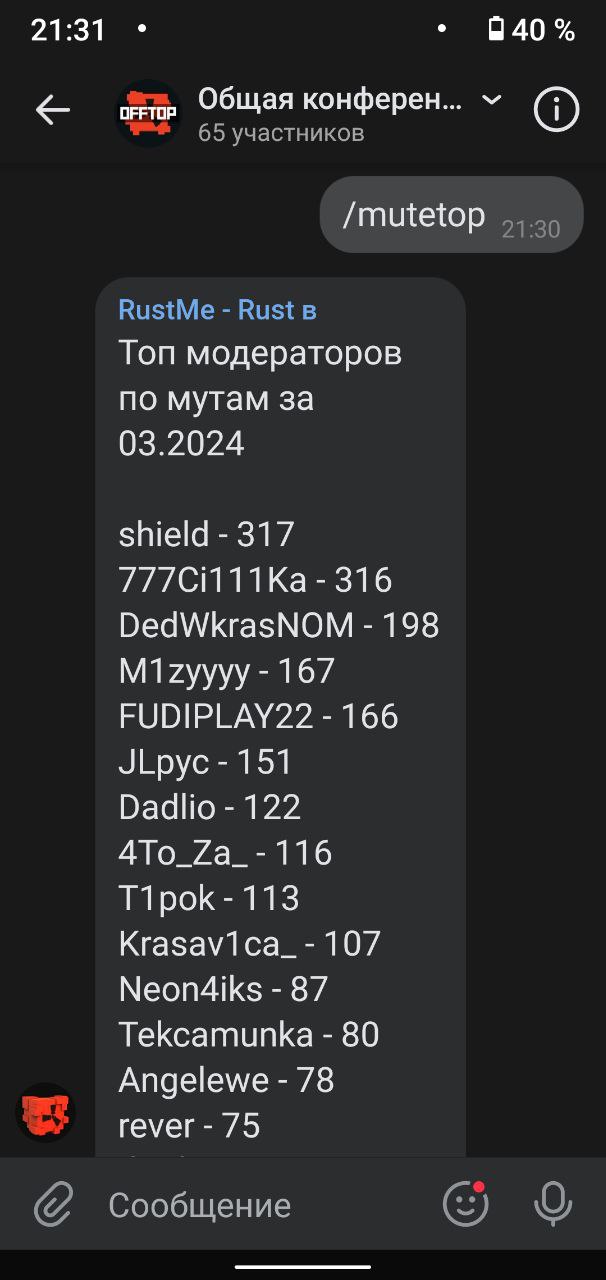 21:31
40 %
OFFTOP
Общая конферен...
65 участников
/mutetop 21:30
RustMe - Rust в
Топ модераторов
по мутам за
03.2024
shield - 317
777Ci111Ka - 316
DedWkrasNOM - 198
M1zyyyy - 167
FUDIPLAY22 - 166
JLpyc - 151
Dadlio - 122
4To_Za_ - 116
T1pok - 113
Krasav1ca_ - 107
Neon4iks - 87
Tekcamunka - 80
Angelewe - 78
rever - 75
Сообщение